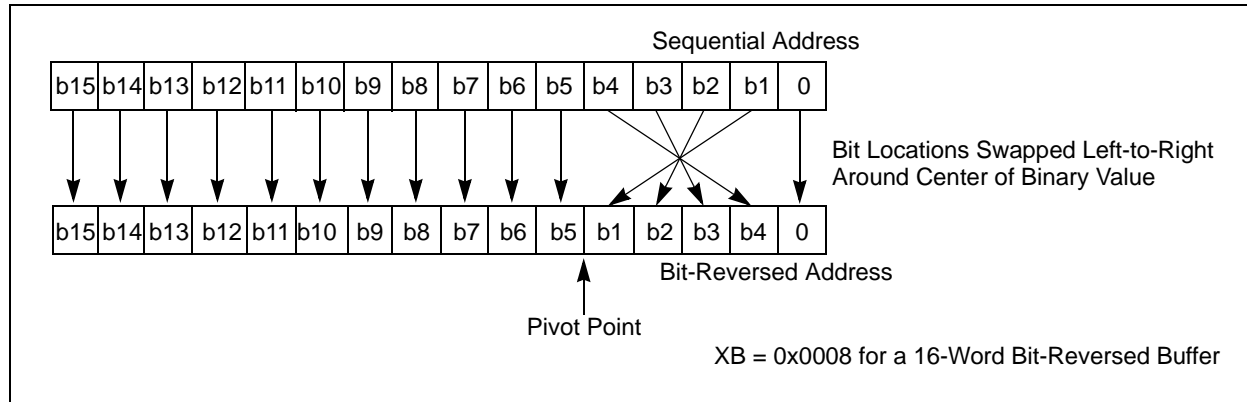 Sequential Address
b15 b14 b13 b12 b11 b10 b9 b8 b7 b6 b5 b4 b3 b2 b1 0
Bit Locations Swapped Left-to-Right
Around Center of Binary Value
b15 b14 b13 b12 b11 b10 b9 b8 b7 b6 b5 b1 b2 b3 b4 0
Bit-Reversed Address
Pivot Point
XB = 0x0008 for a 16-Word Bit-Reversed Buffer